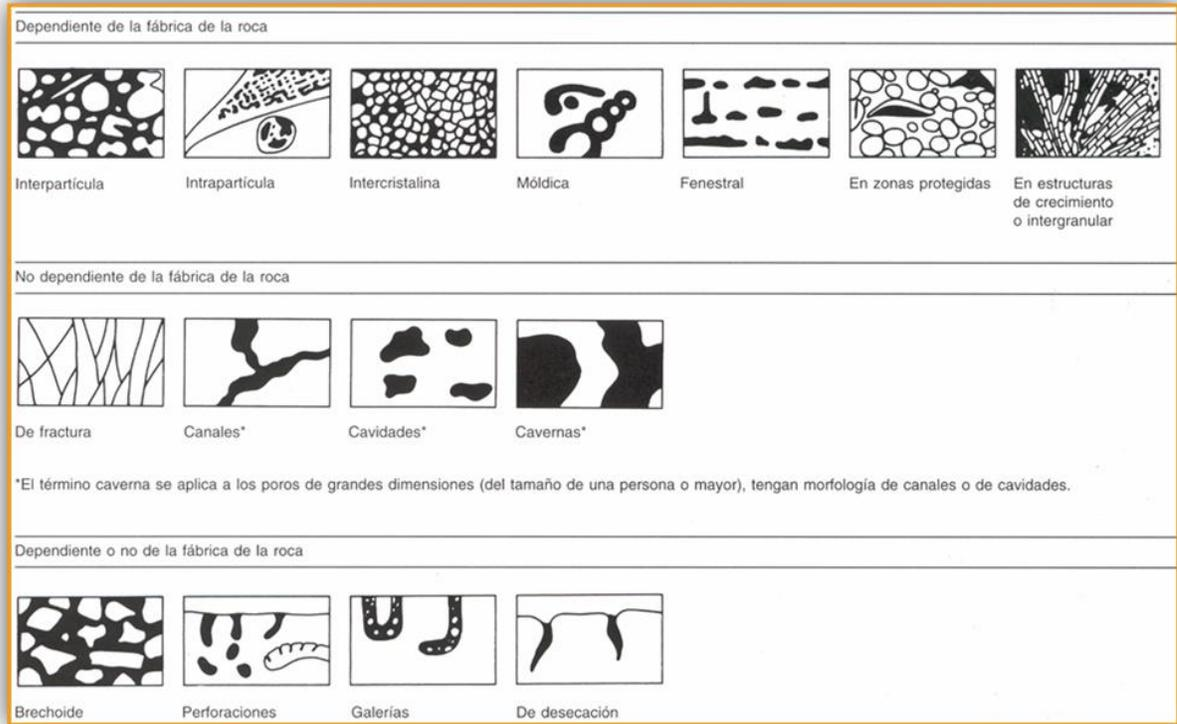 Dependiente de la fábrica de la roca
Interpartícula
Intrapartícula
Intercristalina
Móldica
Fenestral
En zonas protegidas
En estructuras
de crecimiento
o intergranular
No dependiente de la fábrica de la roca
De fractura
Canales*
Cavidades*
Cavernas*
*El término caverna se aplica a los poros de grandes dimensiones (del tamaño de una persona o mayor), tengan morfología de canales o de cavidades.
Dependiente o no de la fábrica de la roca
Brechoide
Perforaciones
Galerías
De desecación